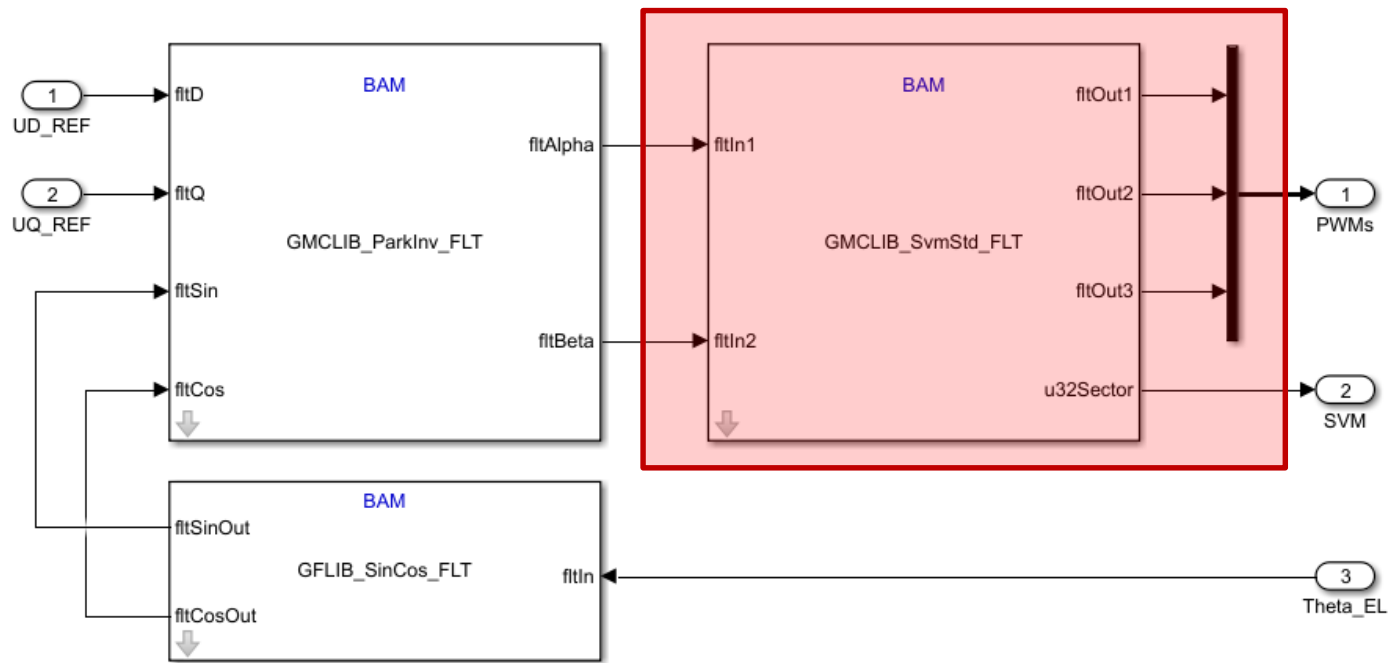 BAM
BAM
1
UD_REF
fltD
fltAlpha
fltIn1
fltOut1
2
UQ_REF
fltQ
GMCLIB_ParkInv_FLT
GMCLIB_SvmStd_FLT
fltOut2
1
PWMs
fltSin
fltBeta
fltIn2
fltOut3
fltCos
u32Sector
2
SVM
BAM
fltSinOut
GFLIB_SinCos_FLT
fltIn
3
Theta_EL
fltCosOut